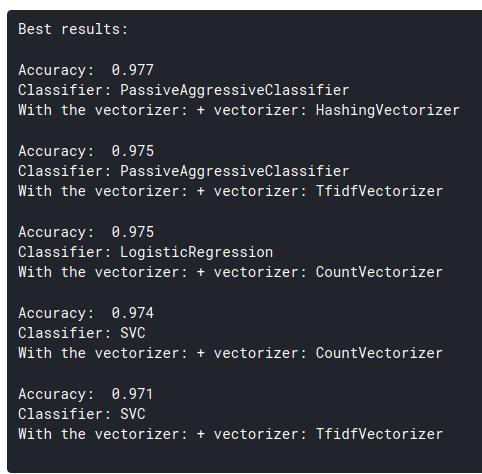 Best results:
Accuracy:  0.977
Classifier: PassiveAggressiveClassifier
With the vectorizer: + vectorizer: HashingVectorizer
Accuracy:  0.975
Classifier: PassiveAggressiveClassifier
With the vectorizer: + vectorizer: TfidfVectorizer
Accuracy:  0.975
Classifier: LogisticRegression
With the vectorizer: + vectorizer: CountVectorizer
Accuracy:  0.974
Classifier: SVC
With the vectorizer: + vectorizer: CountVectorizer
Accuracy:  0.971
Classifier: SVC
With the vectorizer: + vectorizer: TfidfVectorizer